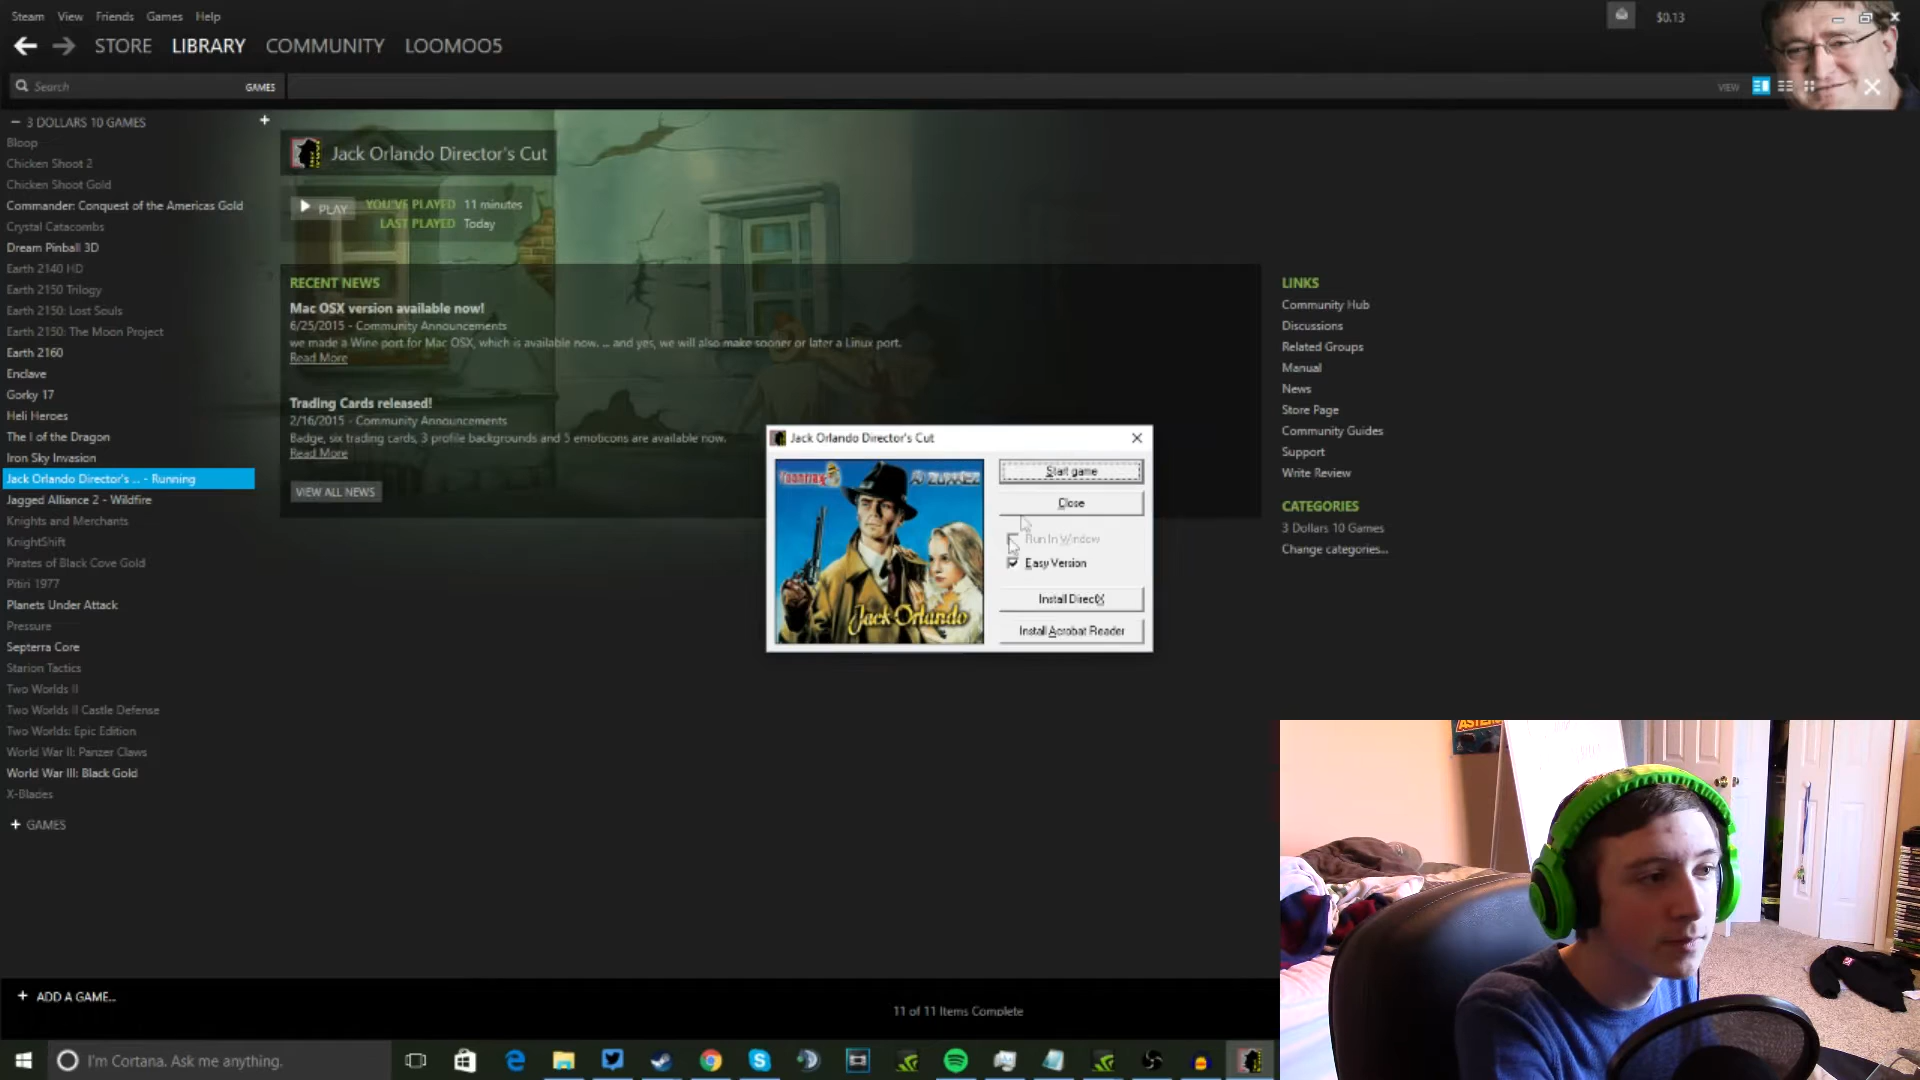 Steam View Friends Games Help
$0.13
STORE LIBRARY COMMUNITY LOOMOO5
Search
GAMES
VIEW
— 3 DOLLARS 10 GAMES +
Bloop
Chicken Shoot 2
Chicken Shoot Gold
Commander: Conquest of the Americas Gold
Crystal Catacombs
Dream Pinball 3D
Earth 2140 HD
Earth 2150 Trilogy
Earth 2150: Lost Souls
Earth 2150: The Moon Project
Earth 2160
Enclave
Gorky 17
Heli Heroes
The I of the Dragon
Iron Sky Invasion
Jack Orlando Director's ... - Running
Jagged Alliance 2 - Wildfire
Knights and Merchants
KnightShift
Pirates of Black Cove Gold
Pitiri 1977
Planets Under Attack
Pressure
Septerra Core
Starion Tactics
Two Worlds II
Two Worlds II Castle Defense
Two Worlds: Epic Edition
World War II: Panzer Claws
World War III: Black Gold
X-Blades
+ GAMES
+ ADD A GAME...
Jack Orlando Director's Cut
PLAY
YOU'VE PLAYED 11 minutes
LAST PLAYED Today
RECENT NEWS
Mac OSX version available now!
6/25/2015 - Community Announcements
we made a Wine port for Mac OSX, which is available now. ... and yes, we will also make sooner or later a Linux port.
Read More
Trading Cards released!
2/16/2015 - Community Announcements
Badge, six trading cards, 3 profile backgrounds and 5 emoticons are available now.
Read More
VIEW ALL NEWS
LINKS
Community Hub
Discussions
Related Groups
Manual
News
Store Page
Community Guides
Support
Write Review
CATEGORIES
3 Dollars 10 Games
Change categories...
Jack Orlando Director's Cut
TopWare
Jack Orlando
Start game
Close
Run In Window
Easy Version
Install DirectX
Install Acrobat Reader
11 of 11 Items Complete
I'm Cortana. Ask me anything.